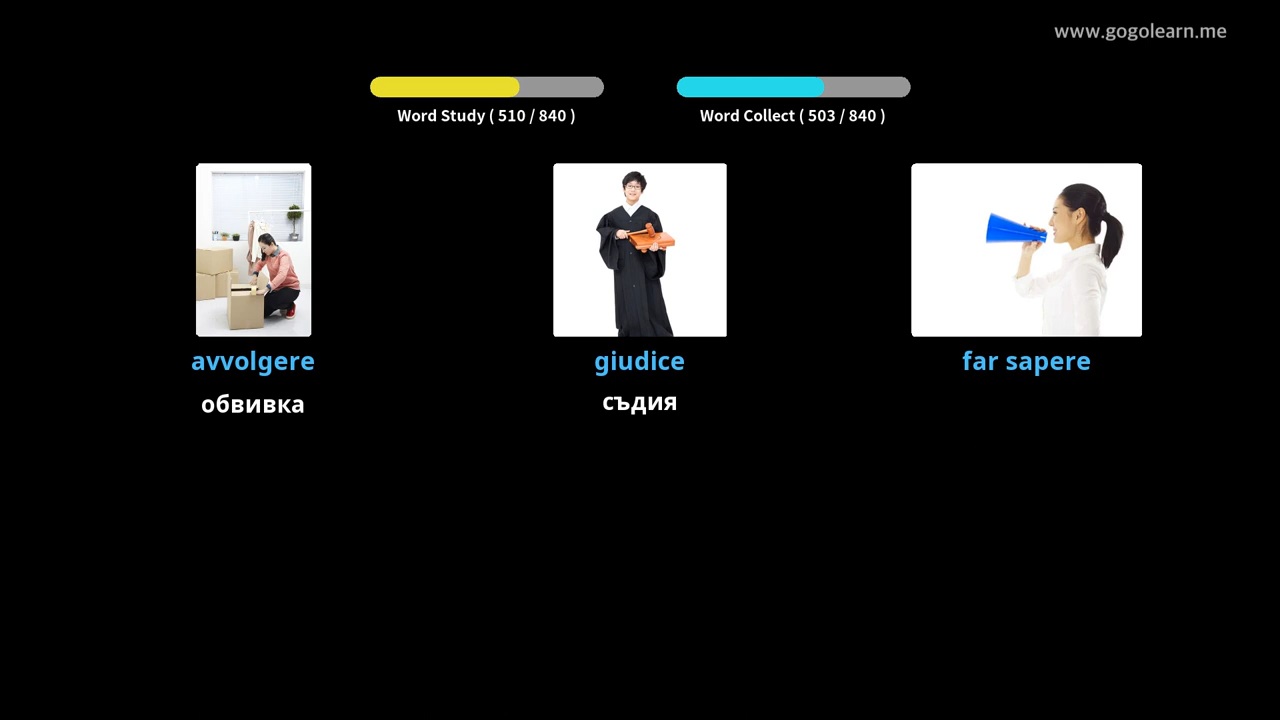 www.gogolearn.me
Word Study ( 510 / 840 )
Word Collect ( 503 / 840 )
avvolgere
giudice
far sapere
обвивка
съдия